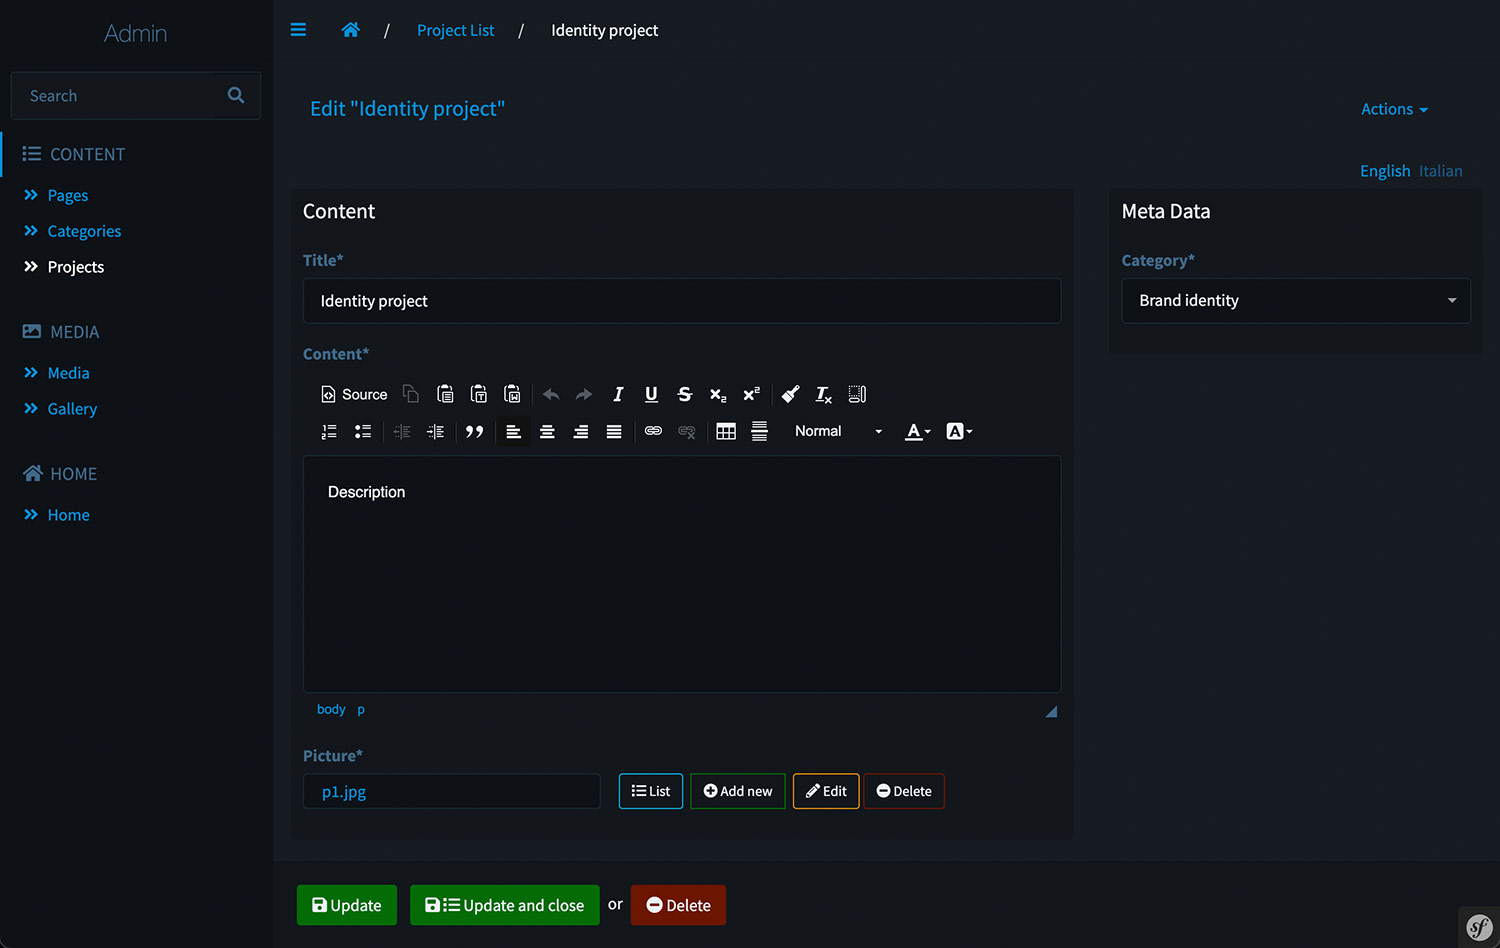 Admin
/ Project List / Identity project
Search
Edit "Identity project"
Actions
English Italian
CONTENT
Pages
Categories
Projects
MEDIA
Media
Gallery
HOME
Home
Content
Title*
Identity project
Content*
Source
Normal
Description
body p
Picture*
p1.jpg
List
Add new
Edit
Delete
Meta Data
Category*
Brand identity
Update
Update and close
or
Delete
sf